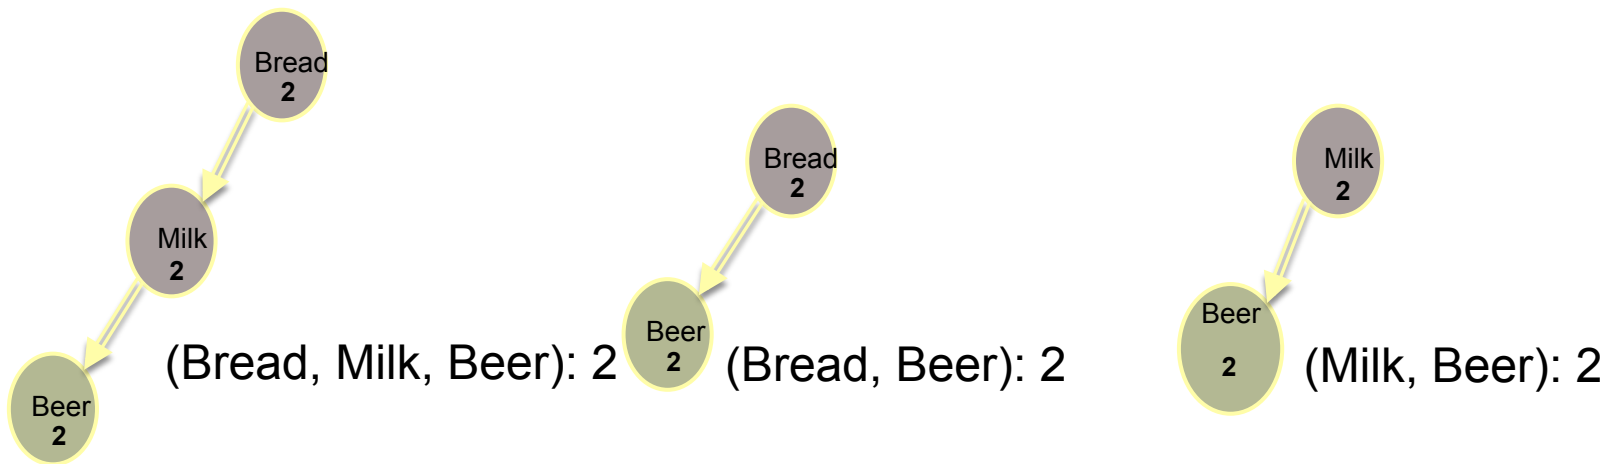 Bread
2
Milk
2
Beer
2
(Bread, Milk, Beer): 2
Bread
2
Beer
2
(Bread, Beer): 2
Milk
2
Beer
2
(Milk, Beer): 2